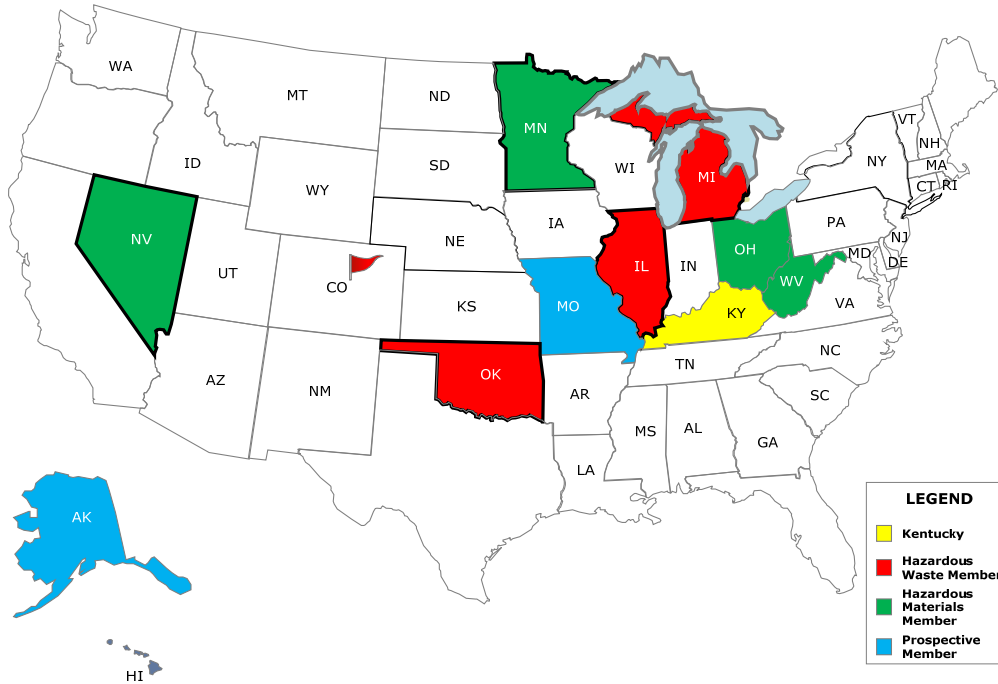 WA
MT
ND
MN
VT
NH
ID
SD
WI
NY
MA
MI
CT RI
WY
IA
PA
NV
NE
OH
NJ
UT
CO
IL
IN
WV
MD
DE
KS
MO
KY
VA
AZ
NM
OK
AR
TN
NC
SC
MS
AL
GA
LA
AK
HI
LEGEND
Kentucky
Hazardous
Waste Member
Hazardous
Materials
Member
Prospective
Member